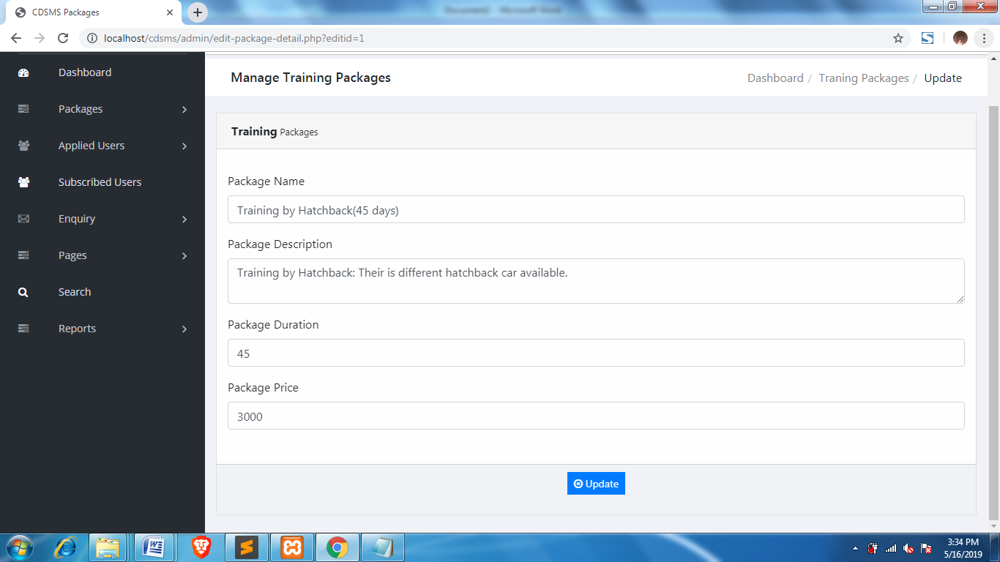 CDSMS Packages
Document2 - Microsoft Word
localhost/cdsms/admin/edit-package-detail.php?editid=1
Dashboard
Packages
Applied Users
Subscribed Users
Enquiry
Pages
Search
Reports
Manage Training Packages
Dashboard / Traning Packages / Update
Training Packages
Package Name
Training by Hatchback(45 days)
Package Description
Training by Hatchback: Their is different hatchback car available.
Package Duration
45
Package Price
3000
Update
3:34 PM
5/16/2019